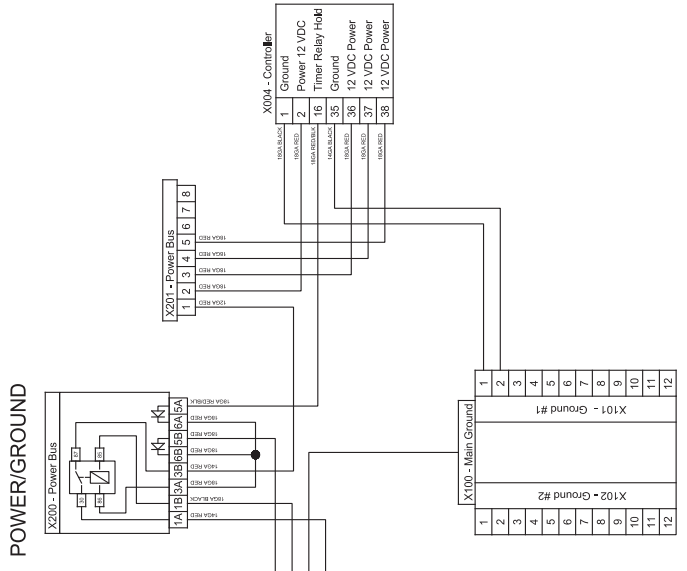 POWER/GROUND
X200 - Power Bus
30
87
86
85
1A
1B
3A
3B
6B
5B
6A
5A
14GA RED
18GA BLACK
18GA RED
14GA RED
18GA RED
18GA RED
18GA RED
18GA RED/BLK
X201 - Power Bus
1
2
3
4
5
6
7
8
12GA RED
18GA RED
18GA RED
18GA RED
18GA RED
X004 - Controller
1 Ground
2 Power 12 VDC
16 Timer Relay Hold
35 Ground
36 12 VDC Power
37 12 VDC Power
38 12 VDC Power
18GA BLACK
18GA RED
18GA RED/BLK
14GA BLACK
18GA RED
18GA RED
18GA RED
X100 - Main Ground
X101 - Ground #1
1
2
3
4
5
6
7
8
9
10
11
12
X102 - Ground #2
1
2
3
4
5
6
7
8
9
10
11
12